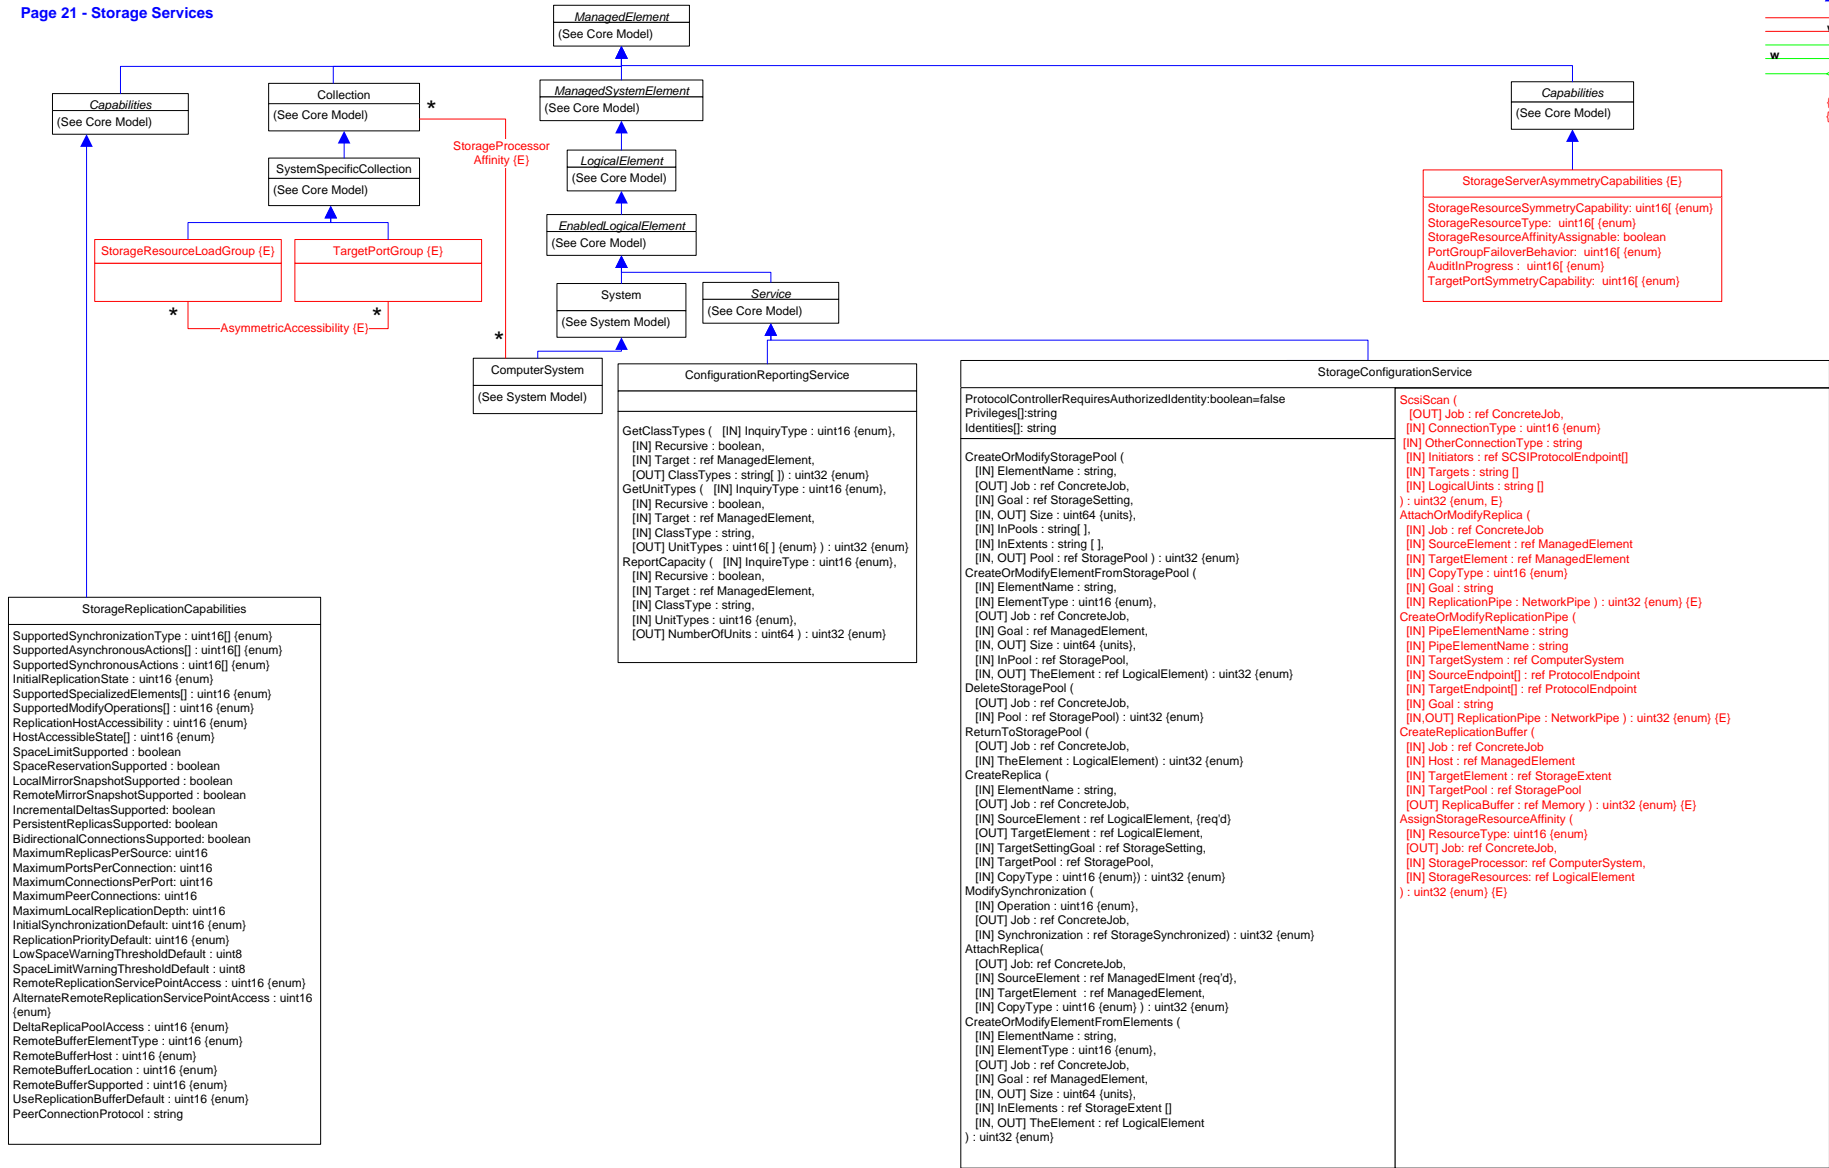 Page 21 - Storage Services
ManagedElement
(See Core Model)
Capabilities
(See Core Model)
Collection
(See Core Model)
*
StorageProcessor
Affinity {E}
SystemSpecificCollection
(See Core Model)
StorageResourceLoadGroup {E}
TargetPortGroup {E}
*
*
AsymmetricAccessibility {E}
ManagedSystemElement
(See Core Model)
LogicalElement
(See Core Model)
EnabledLogicalElement
(See Core Model)
System
(See System Model)
Service
(See Core Model)
*
ComputerSystem
(See System Model)
Capabilities
(See Core Model)
w
StorageServerAsymmetryCapabilities {E}
StorageResourceSymmetryCapability: uint16[ {enum}
StorageResourceType:  uint16[ {enum}
StorageResourceAffinityAssignable: boolean
PortGroupFailoverBehavior:  uint16[ {enum}
AuditInProgress :  uint16[ {enum}
TargetPortSymmetryCapability:  uint16[ {enum}
ConfigurationReportingService
GetClassTypes (   [IN] InquiryType : uint16 {enum},
[IN] Recursive : boolean,
[IN] Target : ref ManagedElement,
[OUT] ClassTypes : string[ ]) : uint32 {enum}
GetUnitTypes (   [IN] InquiryType : uint16 {enum},
[IN] Recursive : boolean,
[IN] Target : ref ManagedElement,
[IN] ClassType : string,
[OUT] UnitTypes : uint16[ ] {enum} ) : uint32 {enum}
ReportCapacity (   [IN] InquireType : uint16 {enum},
[IN] Recursive : boolean,
[IN] Target : ref ManagedElement,
[IN] ClassType : string,
[IN] UnitTypes : uint16 {enum},
[OUT] NumberOfUnits : uint64 ) : uint32 {enum}
StorageReplicationCapabilities
SupportedSynchronizationType : uint16[] {enum}
SupportedAsynchronousActions[] : uint16[] {enum}
SupportedSynchronousActions : uint16[] {enum}
InitialReplicationState : uint16 {enum}
SupportedSpecializedElements[] : uint16 {enum}
SupportedModifyOperations[] : uint16 {enum}
ReplicationHostAccessibility : uint16 {enum}
HostAccessibleState[] : uint16 {enum}
SpaceLimitSupported : boolean
SpaceReservationSupported : boolean
LocalMirrorSnapshotSupported : boolean
RemoteMirrorSnapshotSupported : boolean
IncrementalDeltasSupported: boolean
PersistentReplicasSupported: boolean
BidirectionalConnectionsSupported: boolean
MaximumReplicasPerSource: uint16
MaximumPortsPerConnection: uint16
MaximumConnectionsPerPort: uint16
MaximumPeerConnections: uint16
MaximumLocalReplicationDepth: uint16
InitialSynchronizationDefault: uint16 {enum}
ReplicationPriorityDefault: uint16 {enum}
LowSpaceWarningThresholdDefault : uint8
SpaceLimitWarningThresholdDefault : uint8
RemoteReplicationServicePointAccess : uint16 {enum}
AlternateRemoteReplicationServicePointAccess : uint16
{enum}
DeltaReplicaPoolAccess : uint16 {enum}
RemoteBufferElementType : uint16 {enum}
RemoteBufferHost : uint16 {enum}
RemoteBufferLocation : uint16 {enum}
RemoteBufferSupported : uint16 {enum}
UseReplicationBufferDefault : uint16 {enum}
PeerConnectionProtocol : string
StorageConfigurationService
ProtocolControllerRequiresAuthorizedIdentity:boolean=false
Privileges[]:string
Identities[]: string
CreateOrModifyStoragePool (
[IN] ElementName : string,
[OUT] Job : ref ConcreteJob,
[IN] Goal : ref StorageSetting,
[IN, OUT] Size : uint64 {units},
[IN] InPools : string[ ],
[IN] InExtents : string [ ],
[IN, OUT] Pool : ref StoragePool ) : uint32 {enum}
CreateOrModifyElementFromStoragePool (
[IN] ElementName : string,
[IN] ElementType : uint16 {enum},
[OUT] Job : ref ConcreteJob,
[IN] Goal : ref ManagedElement,
[IN, OUT] Size : uint64 {units},
[IN] InPool : ref StoragePool,
[IN, OUT] TheElement : ref LogicalElement) : uint32 {enum}
DeleteStoragePool (
[OUT] Job : ref ConcreteJob,
[IN] Pool : ref StoragePool) : uint32 {enum}
ReturnToStoragePool (
[OUT] Job : ref ConcreteJob,
[IN] TheElement : LogicalElement) : uint32 {enum}
CreateReplica (
[IN] ElementName : string,
[OUT] Job : ref ConcreteJob,
[IN] SourceElement : ref LogicalElement, {req'd}
[OUT] TargetElement : ref LogicalElement,
[IN] TargetSettingGoal : ref StorageSetting,
[IN] TargetPool : ref StoragePool,
[IN] CopyType : uint16 {enum}) : uint32 {enum}
ModifySynchronization (
[IN] Operation : uint16 {enum},
[OUT] Job : ref ConcreteJob,
[IN] Synchronization : ref StorageSynchronized) : uint32 {enum}
AttachReplica(
[OUT] Job: ref ConcreteJob,
[IN] SourceElement : ref ManagedElment {req'd},
[IN] TargetElement  : ref ManagedElement,
[IN] CopyType : uint16 {enum} ) : uint32 {enum}
CreateOrModifyElementFromElements (
[IN] ElementName : string,
[IN] ElementType : uint16 {enum},
[OUT] Job : ref ConcreteJob,
[IN] Goal : ref ManagedElement,
[IN, OUT] Size : uint64 {units},
[IN] InElements : ref StorageExtent []
[IN, OUT] TheElement : ref LogicalElement
) : uint32 {enum}
ScsiScan (
[OUT] Job : ref ConcreteJob,
[IN] ConnectionType : uint16 {enum}
[IN] OtherConnectionType : string
[IN] Initiators : ref SCSIProtocolEndpoint[]
[IN] Targets : string []
[IN] LogicalUints : string []
) : uint32 {enum, E}
AttachOrModifyReplica (
[IN] Job : ref ConcreteJob
[IN] SourceElement : ref ManagedElement
[IN] TargetElement : ref ManagedElement
[IN] CopyType : uint16 {enum}
[IN] Goal : string
[IN] ReplicationPipe : NetworkPipe ) : uint32 {enum} {E}
CreateOrModifyReplicationPipe (
[IN] PipeElementName : string
[IN] PipeElementName : string
[IN] TargetSystem : ref ComputerSystem
[IN] SourceEndpoint[] : ref ProtocolEndpoint
[IN] TargetEndpoint[] : ref ProtocolEndpoint
[IN] Goal : string
[IN,OUT] ReplicationPipe : NetworkPipe ) : uint32 {enum} {E}
CreateReplicationBuffer (
[IN] Job : ref ConcreteJob
[IN] Host : ref ManagedElement
[IN] TargetElement : ref StorageExtent
[IN] TargetPool : ref StoragePool
[OUT] ReplicaBuffer : ref Memory ) : uint32 {enum} {E}
AssignStorageResourceAffinity (
[IN] ResourceType: uint16 {enum}
[OUT] Job: ref ConcreteJob,
[IN] StorageProcessor: ref ComputerSystem,
[IN] StorageResources: ref LogicalElement
) : uint32 {enum} {E}